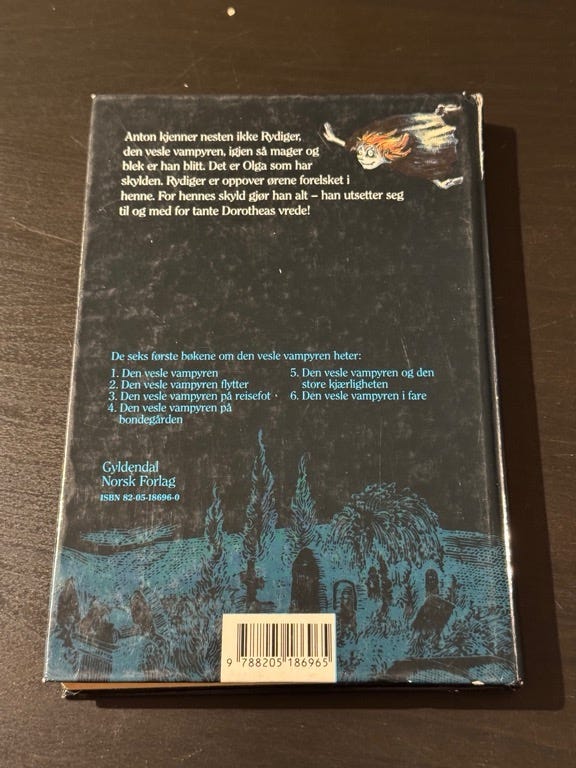 Anton kjenner nesten ikke Rydiger,
den vesle vampyren, igjen så mager og
blek er han blitt. Det er Olga som har
skylden. Rydiger er oppover ørene forelsket i
henne. For hennes skyld gjør han alt – han utsetter seg
til og med for tante Dorotheas vrede!
De seks første bøkene om den vesle vampyren heter:
1. Den vesle vampyren
2. Den vesle vampyren flytter
3. Den vesle vampyren på reisefot
4. Den vesle vampyren på
bondegården
5. Den vesle vampyren og den
store kjærligheten
6. Den vesle vampyren i fare
Gyldendal
Norsk Forlag
ISBN 82-05-18696-0
9 788205 186965